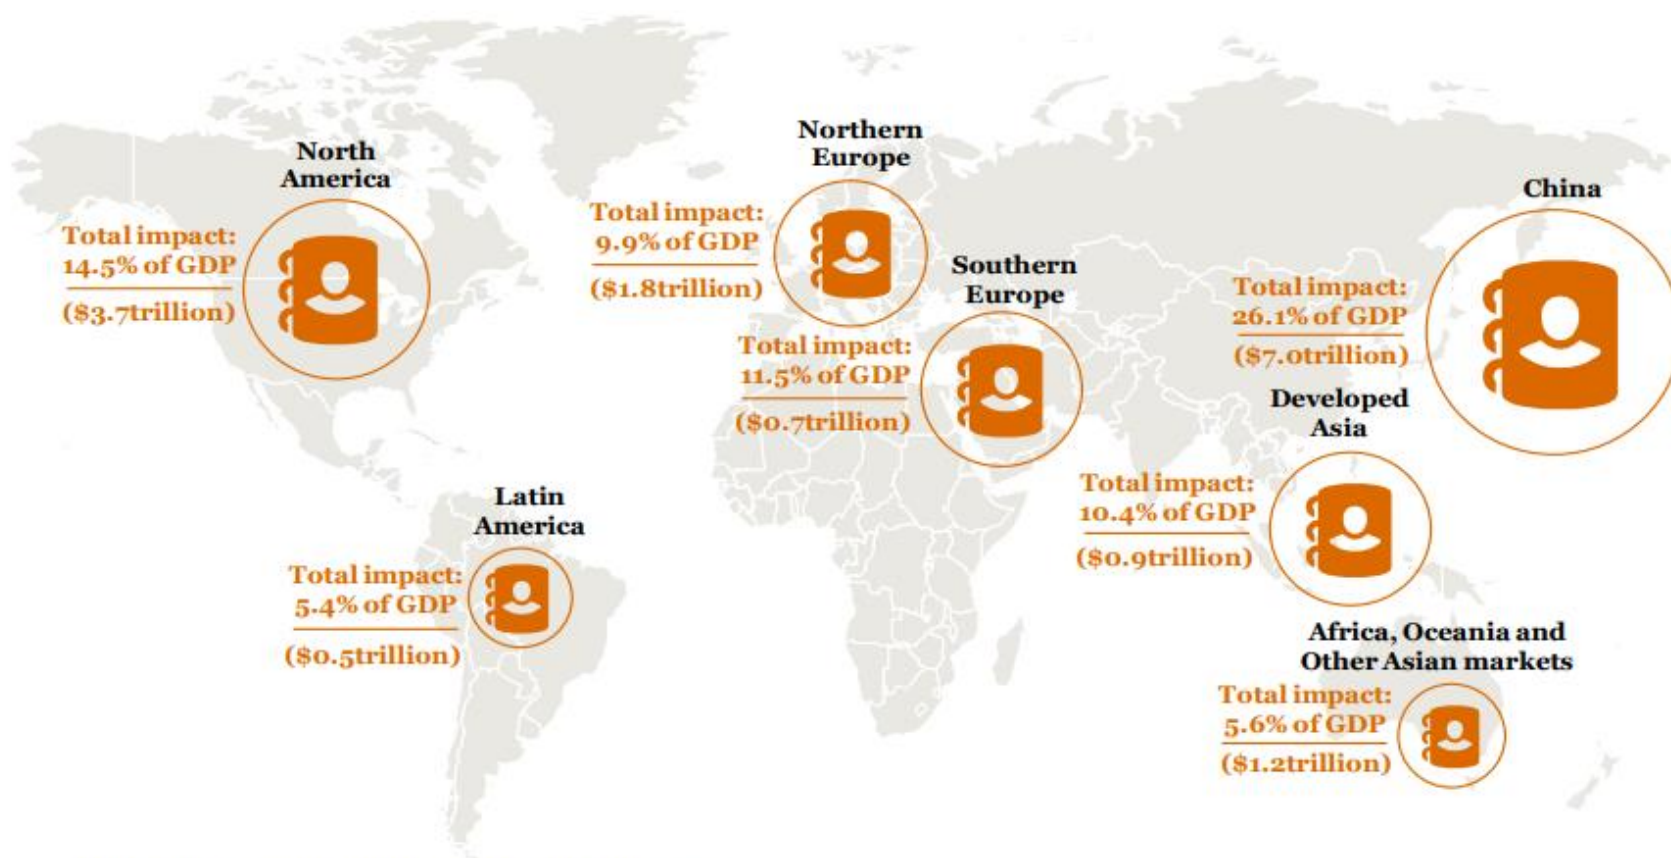 North
America
Total impact:
14.5% of GDP
($3.7trillion)
Northern
Europe
Total impact:
9.9% of GDP
($1.8trillion)
Southern
Europe
Total impact:
11.5% of GDP
($0.7trillion)
China
Total impact:
26.1% of GDP
($7.0trillion)
Developed
Asia
Total impact:
10.4% of GDP
($0.9trillion)
Latin
America
Total impact:
5.4% of GDP
($0.5trillion)
Africa, Oceania and
Other Asian markets
Total impact:
5.6% of GDP
($1.2trillion)